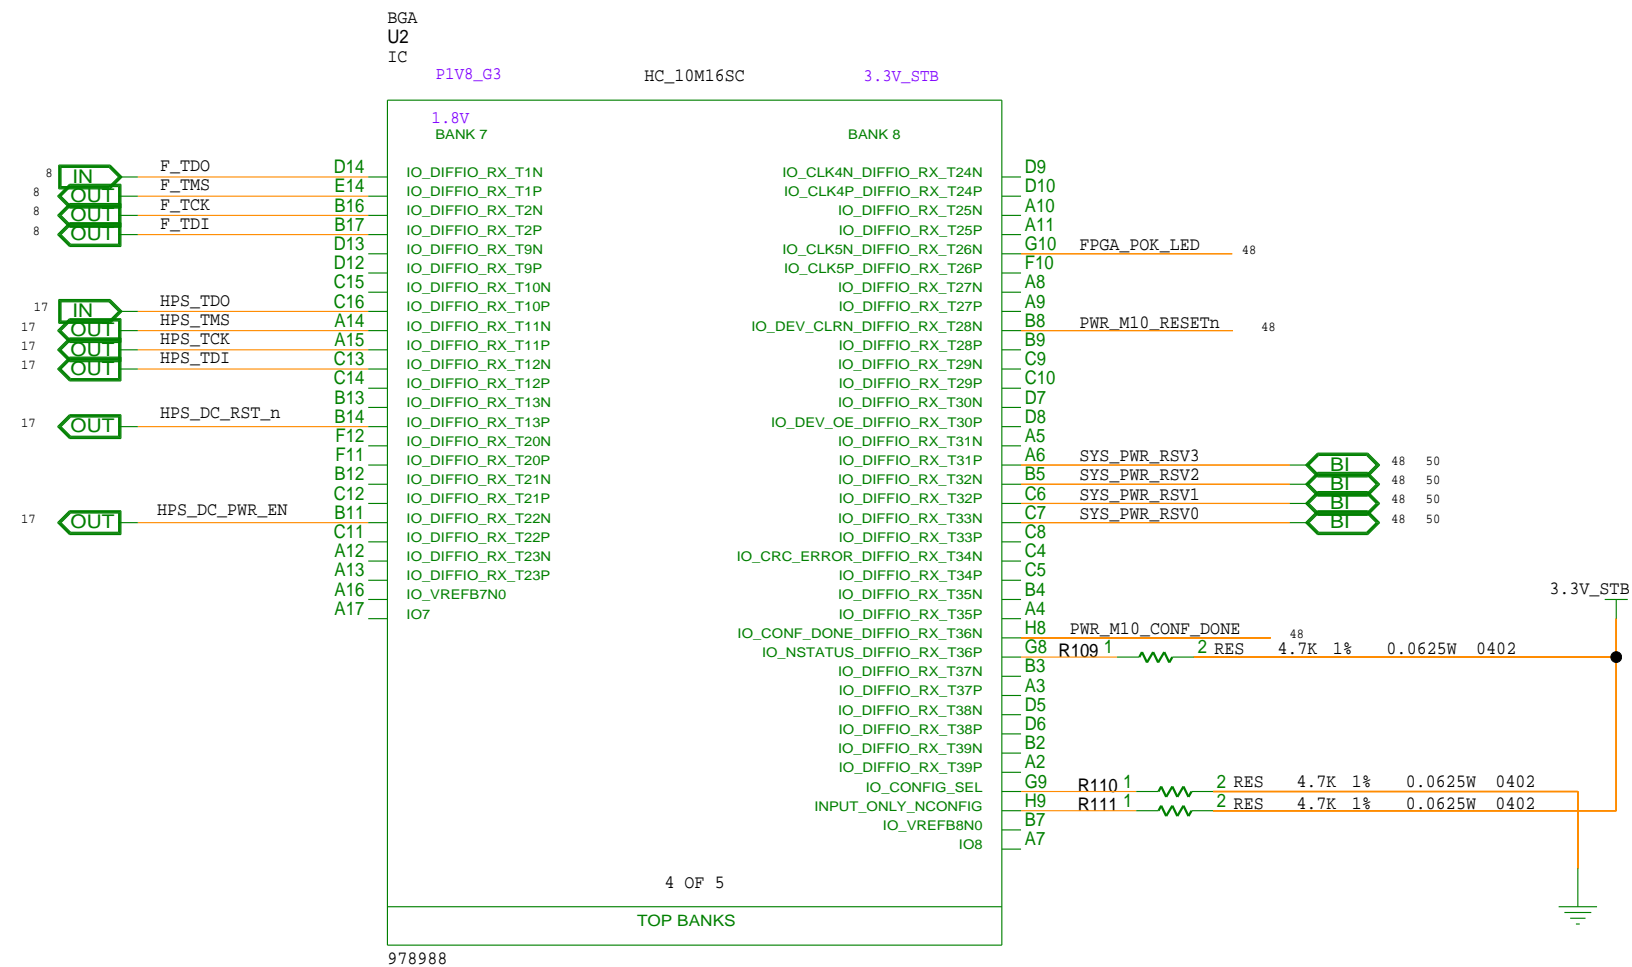 BGA
U2
IC
P1V8_G3 HC_10M16SC 3.3V_STB
1.8V
BANK 7 BANK 8
8 IN F_TDO D14 IO_DIFFIO_RX_T1N IO_CLK4N_DIFFIO_RX_T24N D9
8 OUT F_TMS E14 IO_DIFFIO_RX_T1P IO_CLK4P_DIFFIO_RX_T24P D10
8 OUT F_TCK B16 IO_DIFFIO_RX_T2N IO_DIFFIO_RX_T25N A10
8 OUT F_TDI B17 IO_DIFFIO_RX_T2P IO_DIFFIO_RX_T25P A11
D13 IO_DIFFIO_RX_T9N IO_CLK5N_DIFFIO_RX_T26N G10 FPGA_POK_LED 48
D12 IO_DIFFIO_RX_T9P IO_CLK5P_DIFFIO_RX_T26P F10
C15 IO_DIFFIO_RX_T10N IO_DIFFIO_RX_T27N A8
17 IN HPS_TDO C16 IO_DIFFIO_RX_T10P IO_DIFFIO_RX_T27P A9
17 OUT HPS_TMS A14 IO_DIFFIO_RX_T11N IO_DEV_CLRN_DIFFIO_RX_T28N B8 PWR_M10_RESETn 48
17 OUT HPS_TCK A15 IO_DIFFIO_RX_T11P IO_DIFFIO_RX_T28P B9
17 OUT HPS_TDI C13 IO_DIFFIO_RX_T12N IO_DIFFIO_RX_T29N C9
C14 IO_DIFFIO_RX_T12P IO_DIFFIO_RX_T29P C10
B13 IO_DIFFIO_RX_T13N IO_DIFFIO_RX_T30N D7
17 OUT HPS_DC_RST_n B14 IO_DIFFIO_RX_T13P IO_DEV_OE_DIFFIO_RX_T30P D8
F12 IO_DIFFIO_RX_T20N IO_DIFFIO_RX_T31N A5
F11 IO_DIFFIO_RX_T20P IO_DIFFIO_RX_T31P A6 SYS_PWR_RSV3 BI 48 50
B12 IO_DIFFIO_RX_T21N IO_DIFFIO_RX_T32N B5 SYS_PWR_RSV2 BI 48 50
C12 IO_DIFFIO_RX_T21P IO_DIFFIO_RX_T32P C6 SYS_PWR_RSV1 BI 48 50
17 OUT HPS_DC_PWR_EN B11 IO_DIFFIO_RX_T22N IO_DIFFIO_RX_T33N C7 SYS_PWR_RSV0 BI 48 50
C11 IO_DIFFIO_RX_T22P IO_DIFFIO_RX_T33P C8
A12 IO_DIFFIO_RX_T23N IO_CRC_ERROR_DIFFIO_RX_T34N C4
A13 IO_DIFFIO_RX_T23P IO_DIFFIO_RX_T34P C5
A16 IO_VREFB7N0 IO_DIFFIO_RX_T35N B4 3.3V_STB
A17 IO7 IO_DIFFIO_RX_T35P A4
IO_CONF_DONE_DIFFIO_RX_T36N H8 PWR_M10_CONF_DONE 48
IO_NSTATUS_DIFFIO_RX_T36P G8 R109 1 2 RES 4.7K 1% 0.0625W 0402
IO_DIFFIO_RX_T37N B3
IO_DIFFIO_RX_T37P A3
IO_DIFFIO_RX_T38N D5
IO_DIFFIO_RX_T38P D6
IO_DIFFIO_RX_T39N B2
IO_DIFFIO_RX_T39P A2
IO_CONFIG_SEL G9 R110 1 2 RES 4.7K 1% 0.0625W 0402
INPUT_ONLY_NCONFIG H9 R111 1 2 RES 4.7K 1% 0.0625W 0402
IO_VREFB8N0 B7
IO8 A7
4 OF 5
TOP BANKS
978988